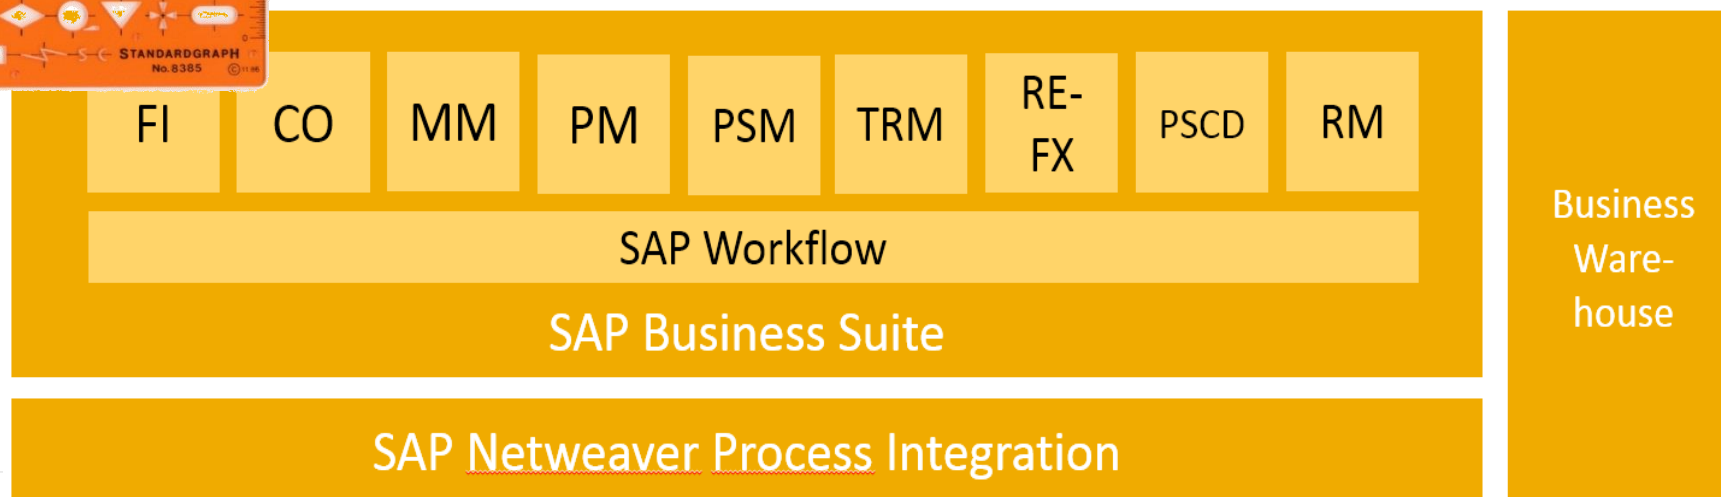 STANDARDGRAPH
No. 8385
FI
CO
MM
PM
PSM
TRM
RE-
FX
PSCD
RM
SAP Workflow
SAP Business Suite
SAP Netweaver Process Integration
Business
Ware-
house